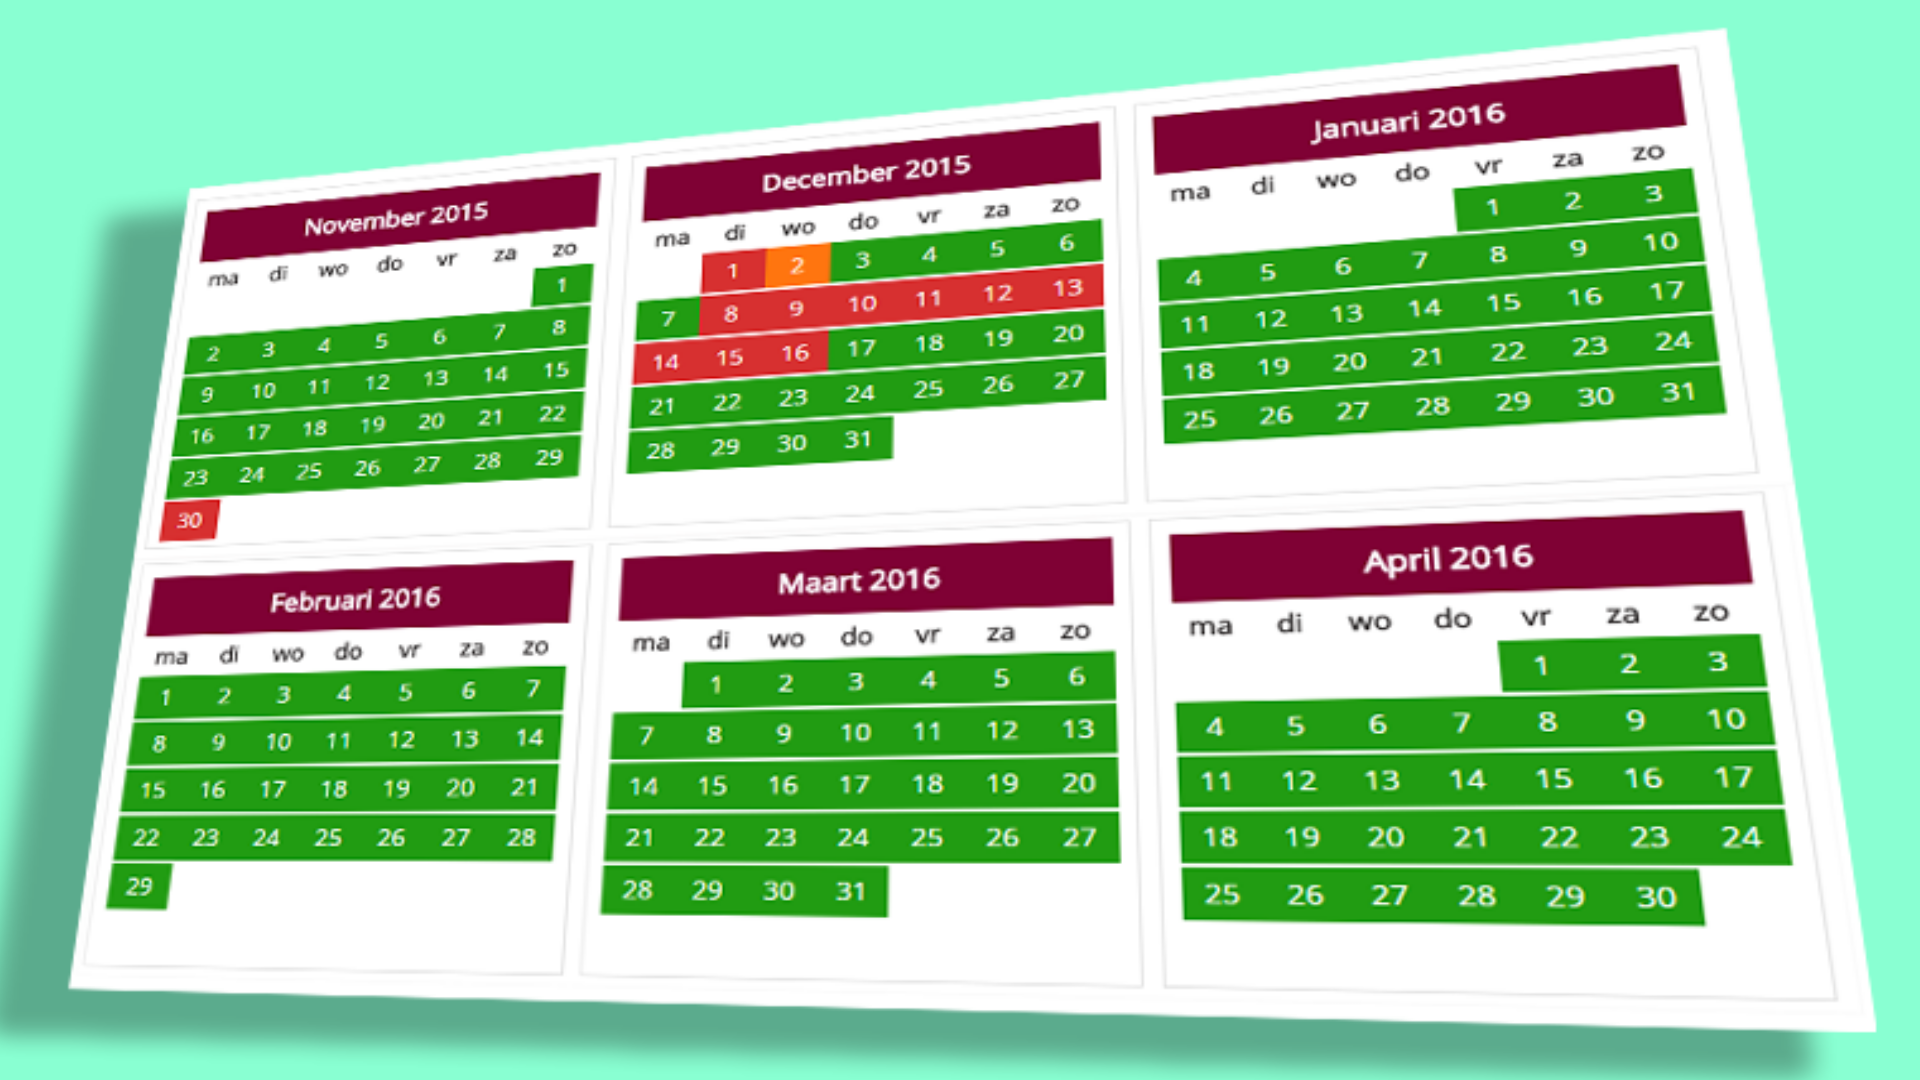 November 2015
ma di wo do vr za zo
1
2 3 4 5 6 7 8
9 10 11 12 13 14 15
16 17 18 19 20 21 22
23 24 25 26 27 28 29
30
December 2015
ma di wo do vr za zo
1 2 3 4 5 6
7 8 9 10 11 12 13
14 15 16 17 18 19 20
21 22 23 24 25 26 27
28 29 30 31
Januari 2016
ma di wo do vr za zo
1 2 3
4 5 6 7 8 9 10
11 12 13 14 15 16 17
18 19 20 21 22 23 24
25 26 27 28 29 30 31
Februari 2016
ma di wo do vr za zo
1 2 3 4 5 6 7
8 9 10 11 12 13 14
15 16 17 18 19 20 21
22 23 24 25 26 27 28
29
Maart 2016
ma di wo do vr za zo
1 2 3 4 5 6
7 8 9 10 11 12 13
14 15 16 17 18 19 20
21 22 23 24 25 26 27
28 29 30 31
April 2016
ma di wo do vr za zo
1 2 3
4 5 6 7 8 9 10
11 12 13 14 15 16 17
18 19 20 21 22 23 24
25 26 27 28 29 30